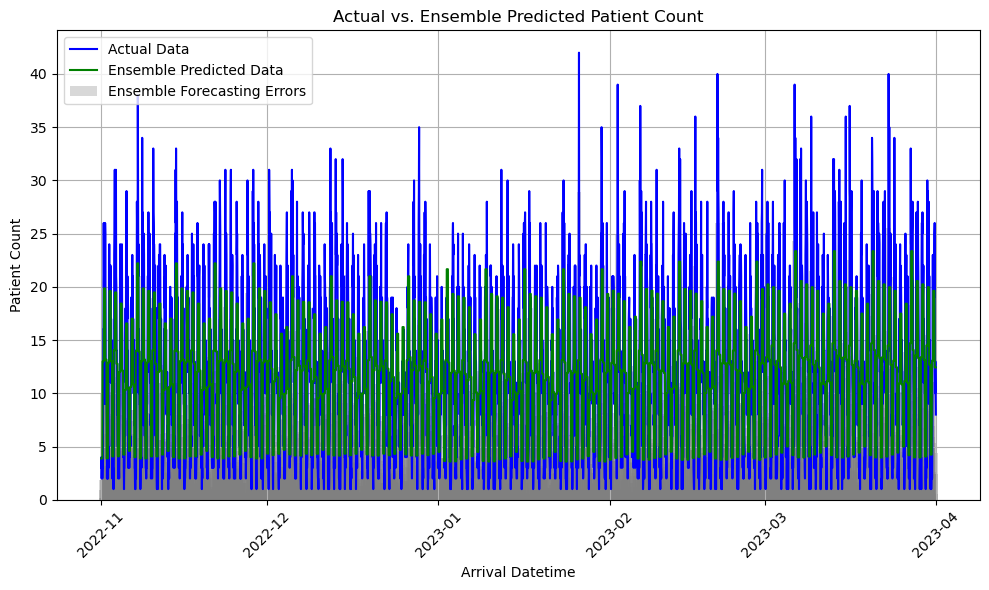 Actual vs. Ensemble Predicted Patient Count
Actual Data
Ensemble Predicted Data
Ensemble Forecasting Errors
Patient Count
40
35
30
25
20
15
10
5
0
2022-11
2022-12
2023-01
2023-02
2023-03
2023-04
Arrival Datetime